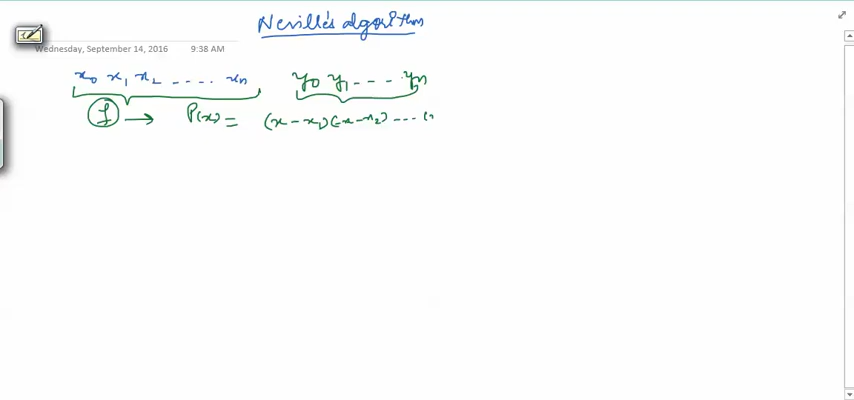 Neville's algorithm
Wednesday, September 14, 2016 9:38 AM
x₀ x₁ x₂ ..... xₙ y₀ y₁ .... yₙ
f → P(x) = (x-x₁)(x-x₂) .... (